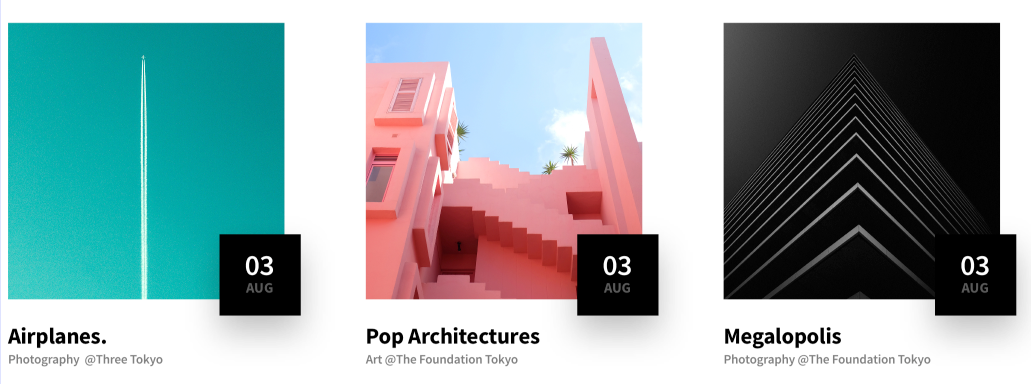 03
AUG
Airplanes.
Photography @Three Tokyo
03
AUG
Pop Architectures
Art @The Foundation Tokyo
03
AUG
Megalopolis
Photography @The Foundation Tokyo